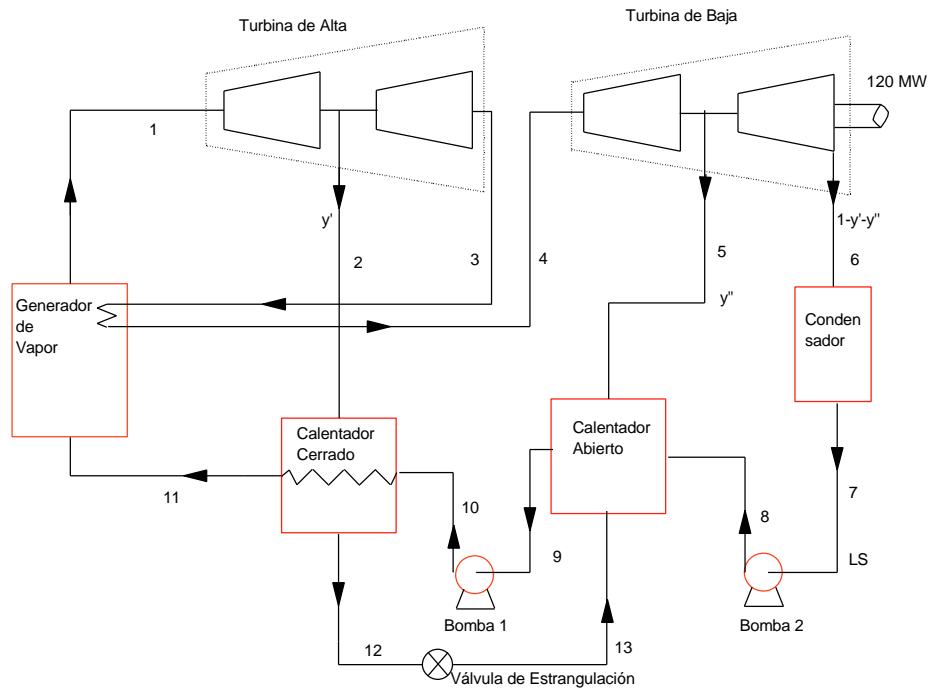 Turbina de Alta
Turbina de Baja
120 MW
1
y'
1-y'-y''
2
3
4
5
6
y''
Generador
de
Vapor
Conden
sador
Calentador
Cerrado
Calentador
Abierto
11
10
9
8
7
LS
Bomba 1
Bomba 2
12
13
Válvula de Estrangulación